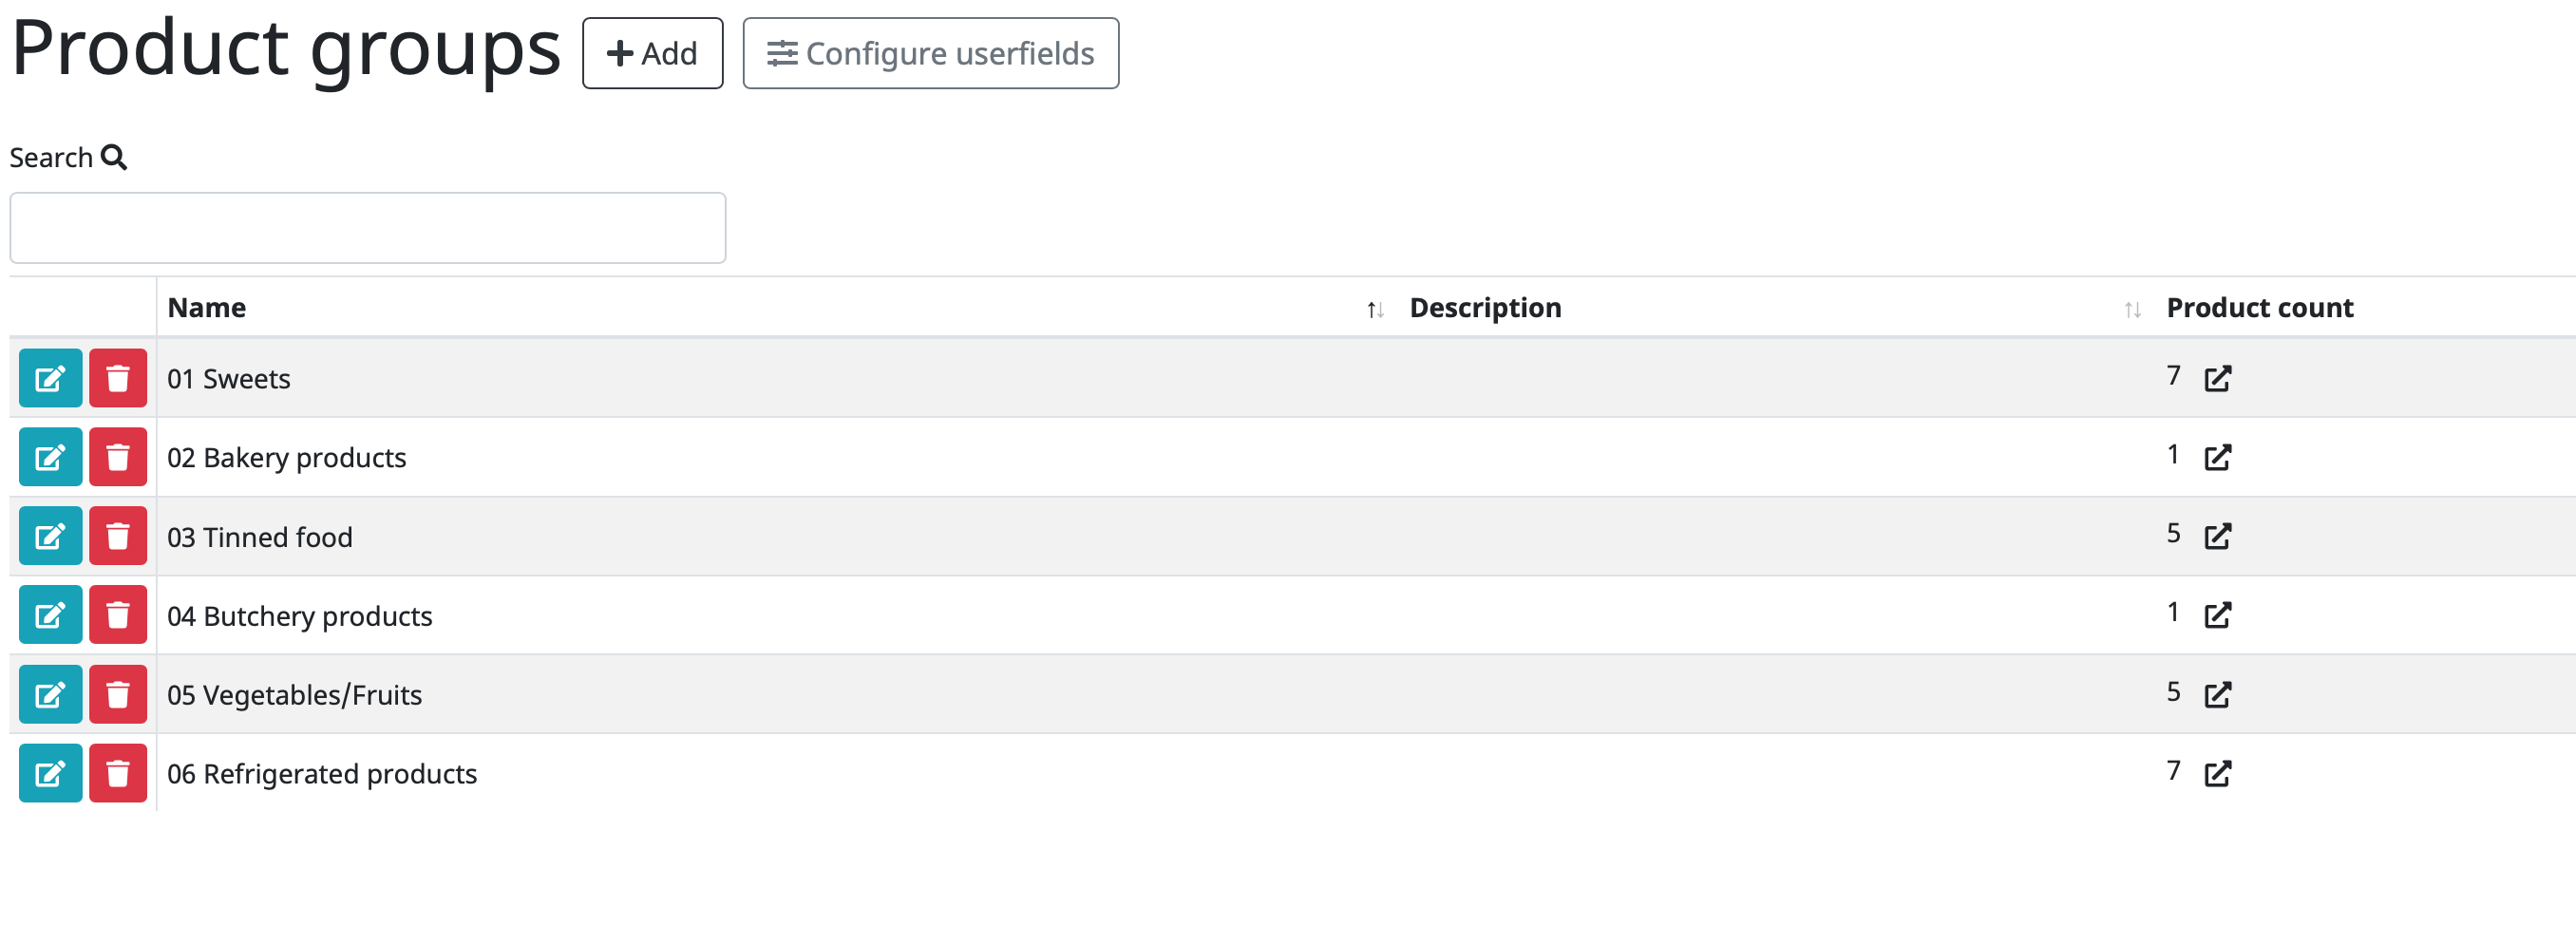 Product groups Add Configure userfields
Search
Name Description Product count
01 Sweets 7
02 Bakery products 1
03 Tinned food 5
04 Butchery products 1
05 Vegetables/Fruits 5
06 Refrigerated products 7